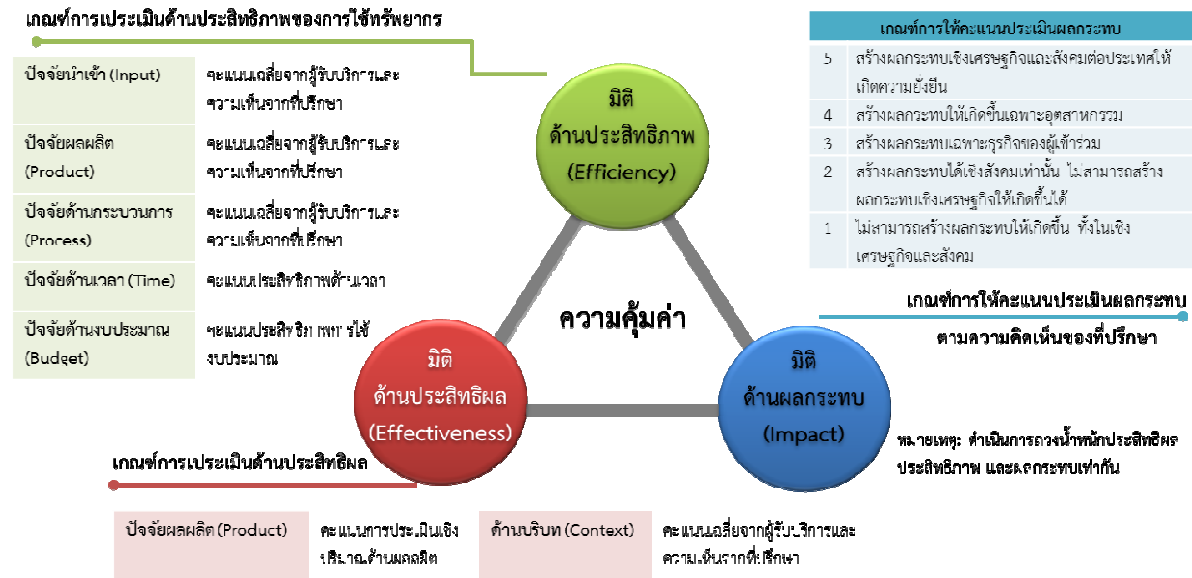 เกณฑ์การประเมินด้านประสิทธิภาพของการใช้ทรัพยากร
ปัจจัยนำเข้า (Input)
คะแนนเฉลี่ยจากผู้รับบริการและ
ความเห็นจากที่ปรึกษา
ปัจจัยผลผลิต
(Product)
คะแนนเฉลี่ยจากผู้รับบริการและ
ความเห็นจากที่ปรึกษา
ปัจจัยด้านกระบวนการ
(Process)
คะแนนเฉลี่ยจากผู้รับบริการและ
ความเห็นจากที่ปรึกษา
ปัจจัยด้านเวลา (Time)
คะแนนประสิทธิภาพด้านเวลา
ปัจจัยด้านงบประมาณ
(Budget)
คะแนนประสิทธิภาพการใช้
งบประมาณ
มิติ
ด้านประสิทธิภาพ
(Efficiency)
เกณฑ์การให้คะแนนประเมินผลกระทบ
5 สร้างผลกระทบเชิงเศรษฐกิจและสังคมต่อประเทศให้
เกิดความยั่งยืน
4 สร้างผลกระทบให้เกิดขึ้นเฉพาะอุตสาหกรรม
3 สร้างผลกระทบเฉพาะธุรกิจของผู้เข้าร่วม
2 สร้างผลกระทบได้เชิงสังคมเท่านั้น ไม่สามารถสร้าง
ผลกระทบเชิงเศรษฐกิจให้เกิดขึ้นได้
1 ไม่สามารถสร้างผลกระทบให้เกิดขึ้น ทั้งในเชิง
เศรษฐกิจและสังคม
เกณฑ์การให้คะแนนประเมินผลกระทบ
ตามความคิดเห็นของที่ปรึกษา
ความคุ้มค่า
มิติ
ด้านประสิทธิผล
(Effectiveness)
มิติ
ด้านผลกระทบ
(Impact)
หมายเหตุ: ดำเนินการถ่วงน้ำหนักประสิทธิผล
ประสิทธิภาพ และผลกระทบเท่ากัน
เกณฑ์การประเมินด้านประสิทธิผล
ปัจจัยผลผลิต (Product)
คะแนนการประเมินเชิง
ปริมาณด้านผลผลิต
ด้านบริบท (Context)
คะแนนเฉลี่ยจากผู้รับบริการและ
ความเห็นจากที่ปรึกษา